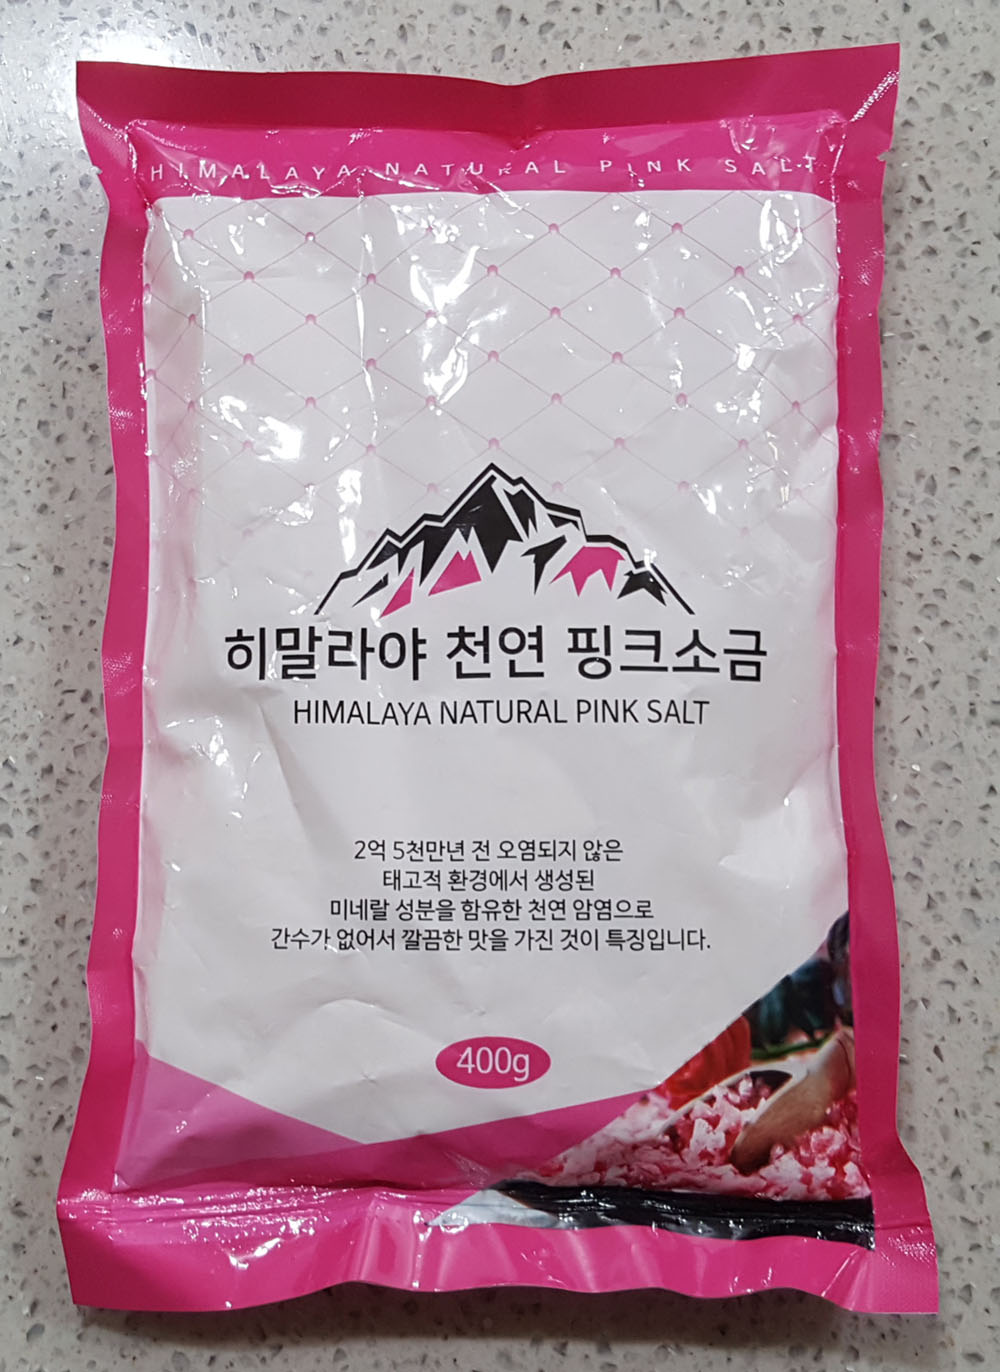 HIMALAYA NATURAL PINK SALT
히말라야 천연 핑크소금
HIMALAYA NATURAL PINK SALT
2억 5천만년 전 오염되지 않은
태고적 환경에서 생성된
미네랄 성분을 함유한 천연 암염으로
간수가 없어서 깔끔한 맛을 가진 것이 특징입니다.
400g